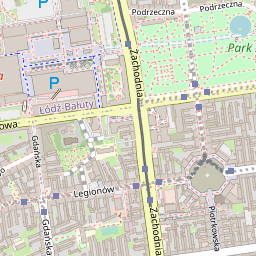 Podrzeczna
Podrzeczna
Zachodnia
Park
P
P
Łódź-Bałuty
owa
Gdańska
Legionów
Piotrkowska
Gdańska
Zachodnia